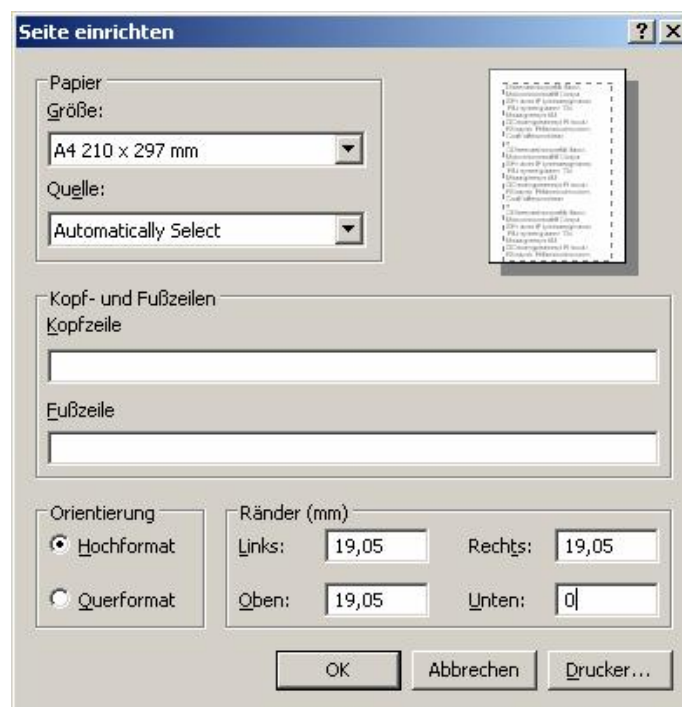 Seite einrichten
Papier
Größe:
A4 210 x 297 mm
Quelle:
Automatically Select
Kopf- und Fußzeilen
Kopfzeile
Fußzeile
Orientierung
Hochformat
Querformat
Ränder (mm)
Links: 19,05 Rechts: 19,05
Oben: 19,05 Unten: 0
OK Abbrechen Drucker...